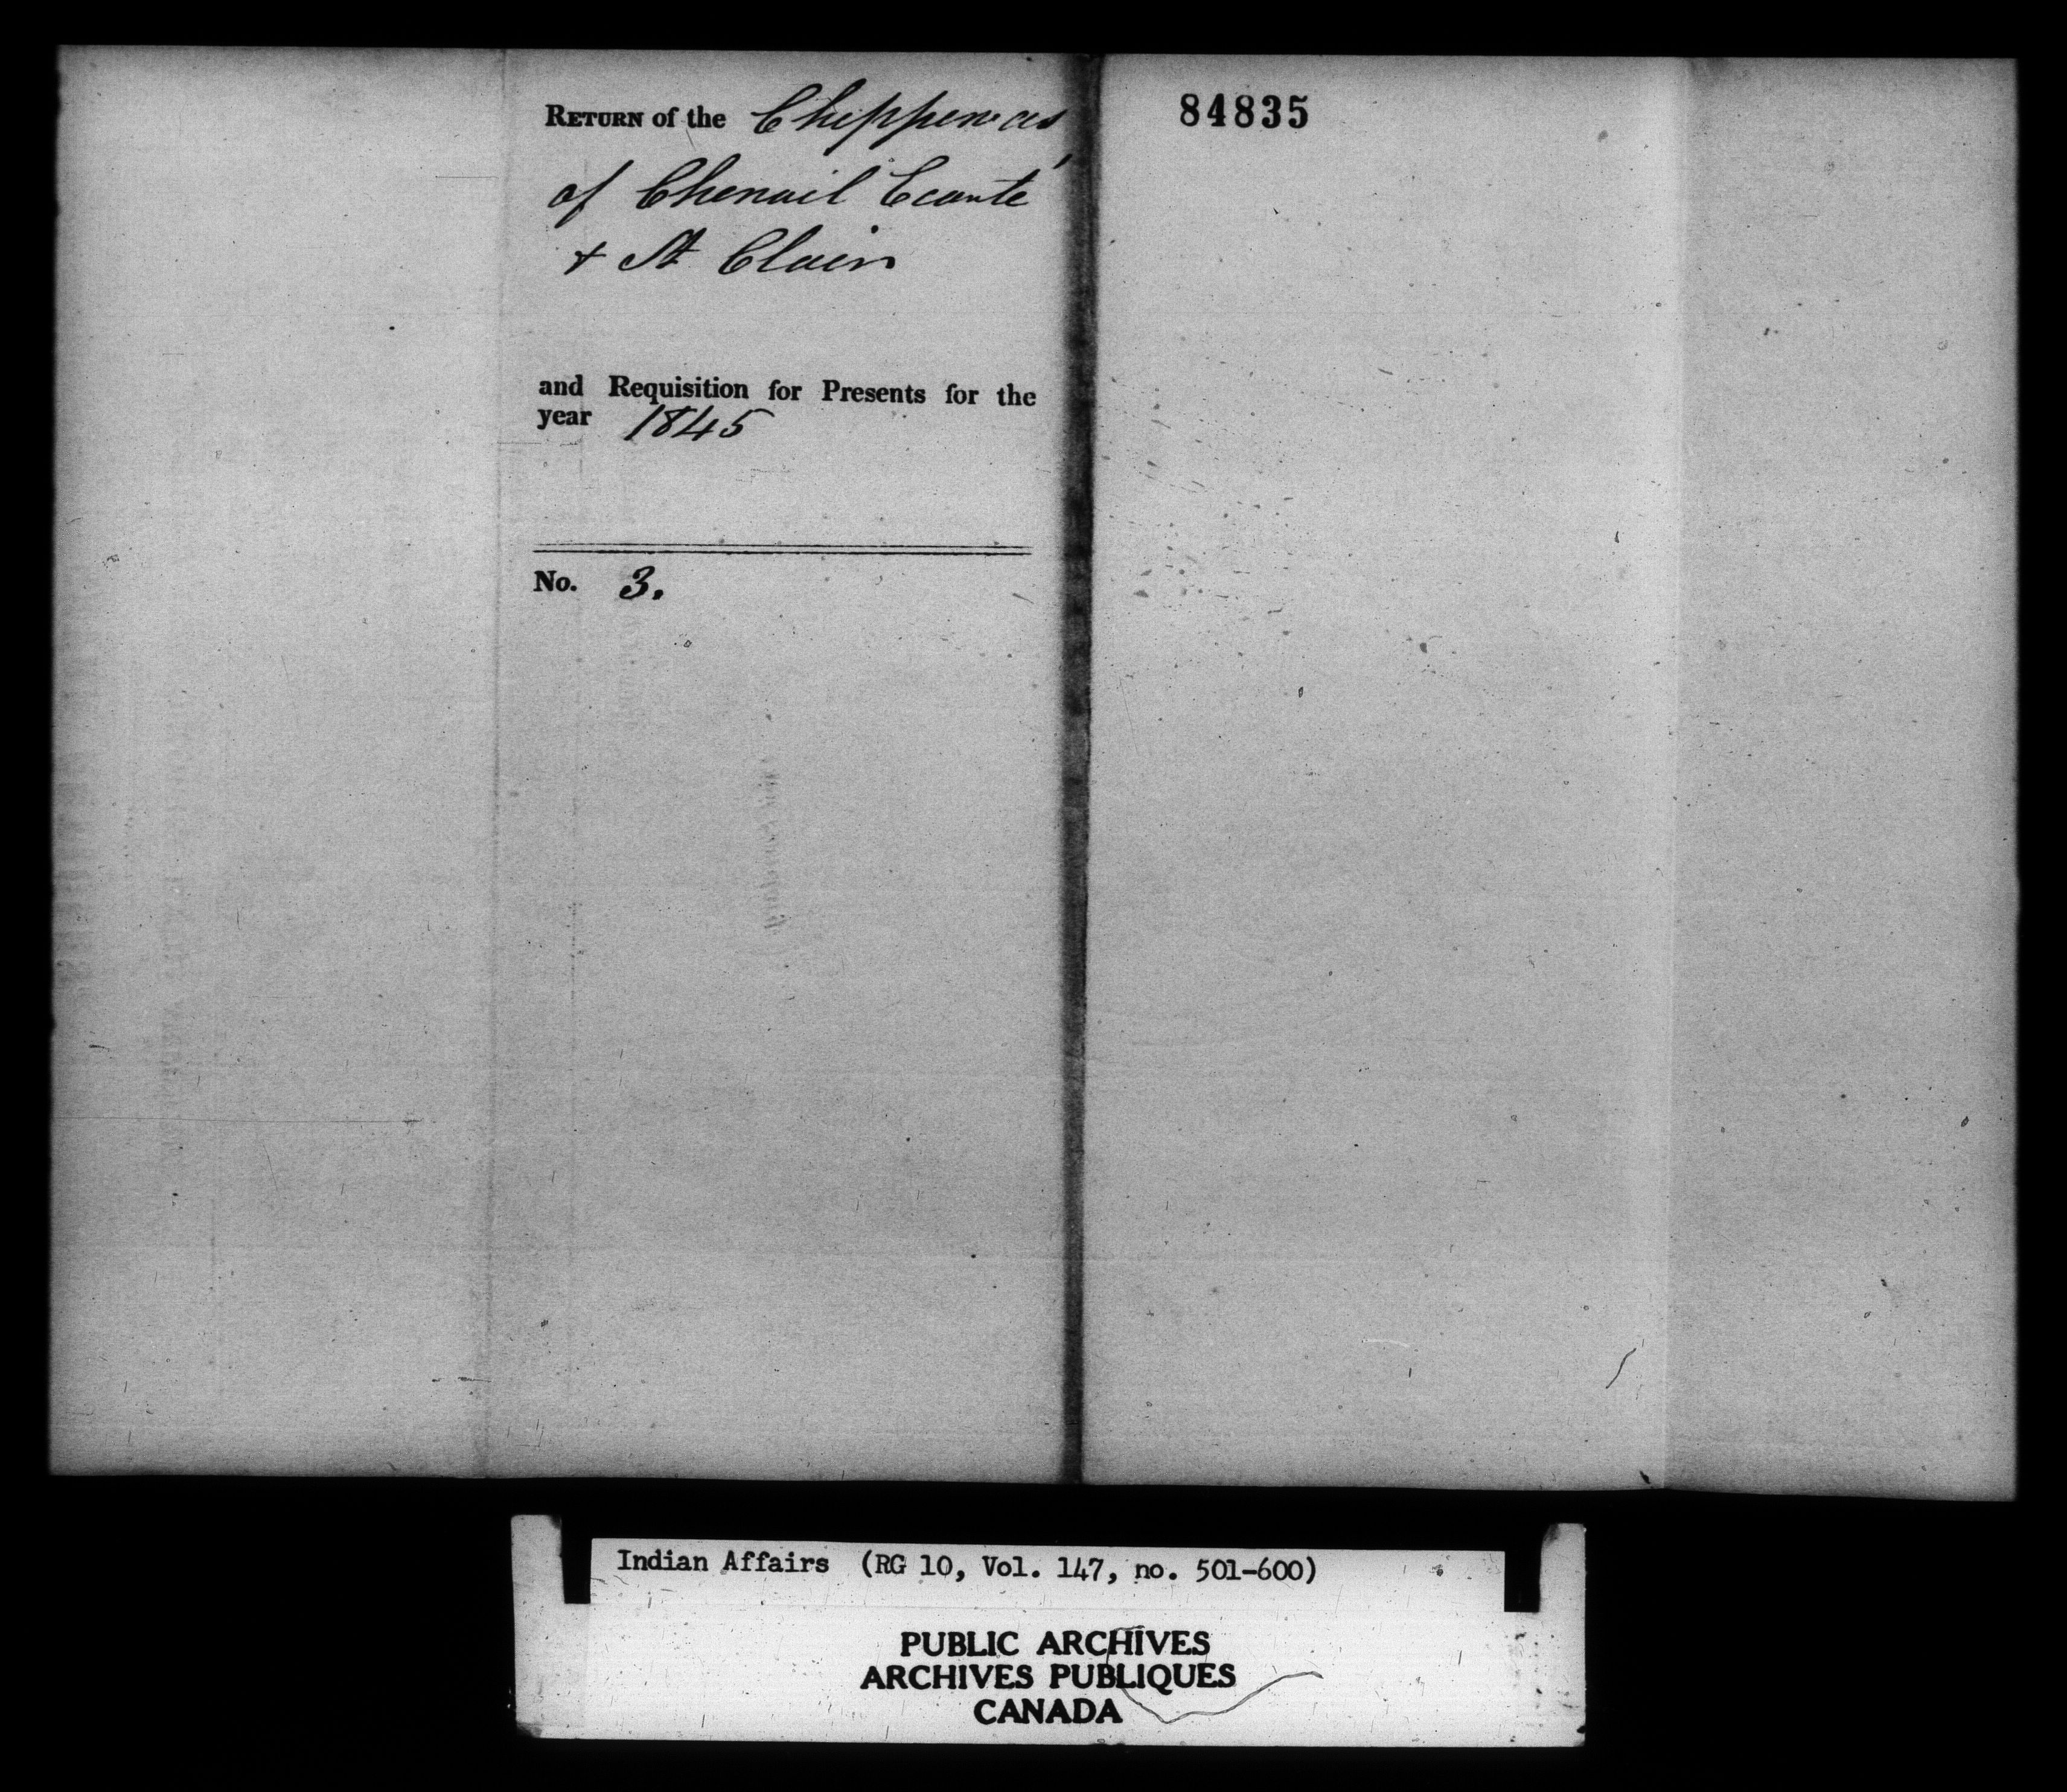 RETURN of the Chippewas
of Chenail Ecarté
& St Clair
and Requisition for Presents for the
year 1845
No. 3.
84835
Indian Affairs (RG 10, Vol. 147, no. 501-600)
PUBLIC ARCHIVES
ARCHIVES PUBLIQUES
CANADA